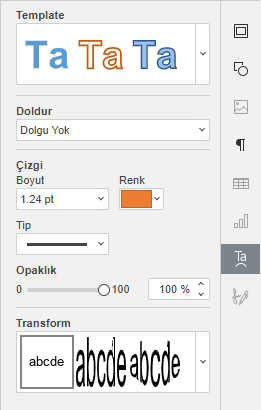 Template
Ta Ta Ta
Doldur
Dolgu Yok
Çizgi
Boyut Renk
1.24 pt
Tip
Opaklık
0 100 100 %
Transform
abcde abcde abcde
Ta